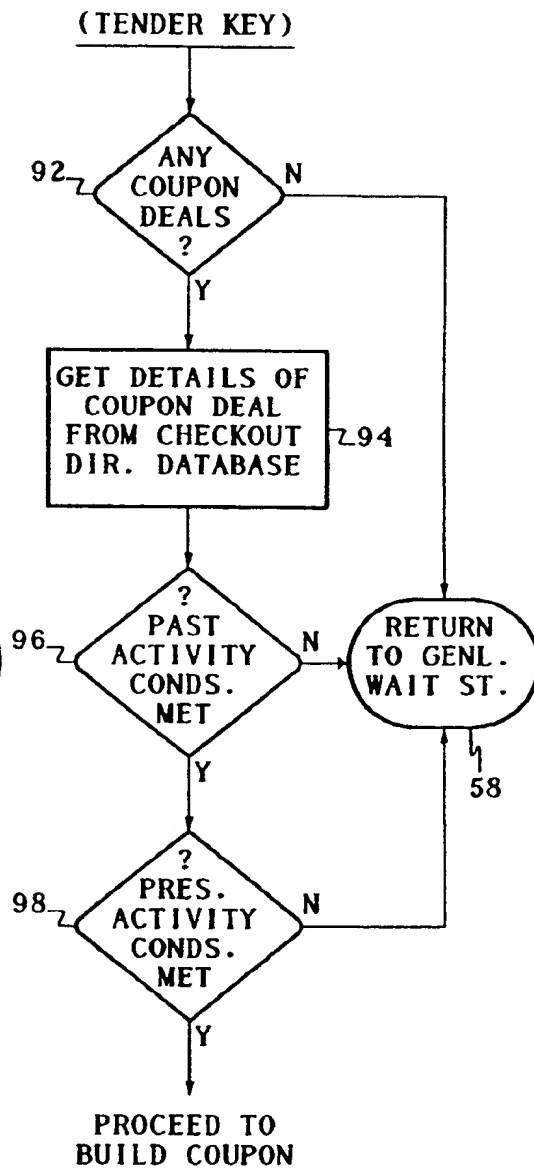 (TENDER KEY)
92
ANY
COUPON
DEALS
?
N
Y
GET DETAILS OF
COUPON DEAL
FROM CHECKOUT
DIR. DATABASE
94
96
?
PAST
ACTIVITY
CONDS.
MET
N
Y
RETURN
TO GENL.
WAIT ST.
58
98
?
PRES.
ACTIVITY
CONDS.
MET
N
Y
PROCEED TO
BUILD COUPON